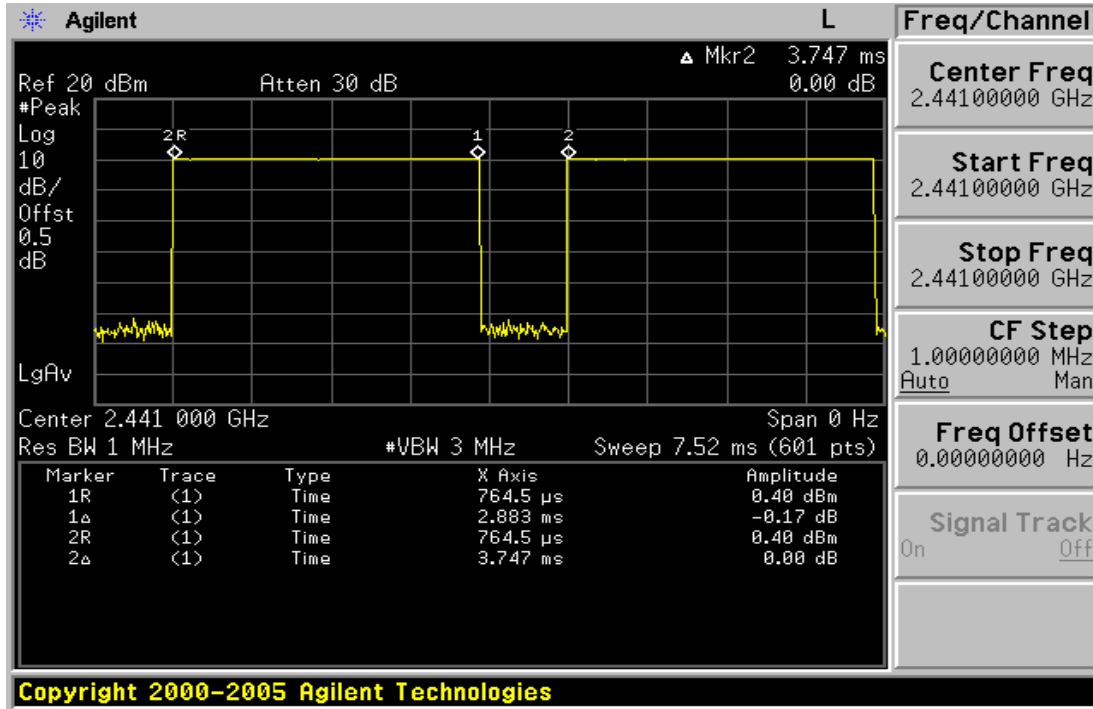 Agilent L
Freq/Channel
▵ Mkr2 3.747 ms
Ref 20 dBm Atten 30 dB 0.00 dB
#Peak
Log
10
dB/
Offst
0.5
dB
LgAv
2R 1 2
Center 2.441 000 GHz Span 0 Hz
Res BW 1 MHz #VBW 3 MHz Sweep 7.52 ms (601 pts)
Marker Trace Type X Axis Amplitude
1R (1) Time 764.5 µs 0.40 dBm
1▵ (1) Time 2.883 ms -0.17 dB
2R (1) Time 764.5 µs 0.40 dBm
2▵ (1) Time 3.747 ms 0.00 dB
Center Freq
2.44100000 GHz
Start Freq
2.44100000 GHz
Stop Freq
2.44100000 GHz
CF Step
1.00000000 MHz
Auto Man
Freq Offset
0.00000000 Hz
Signal Track
On Off
Copyright 2000-2005 Agilent Technologies